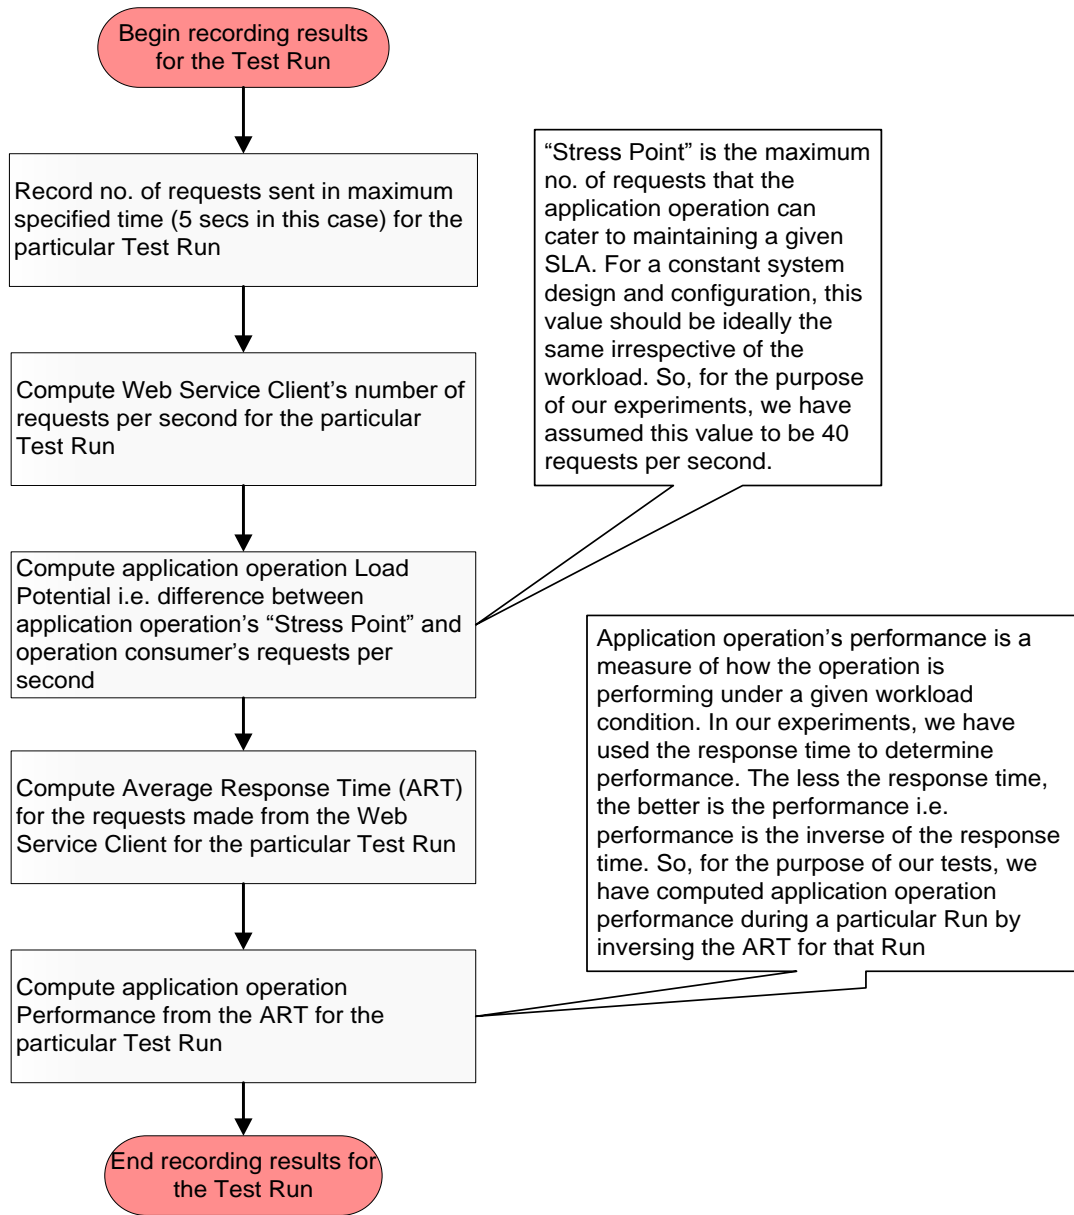 Begin recording results
for the Test Run
Record no. of requests sent in maximum
specified time (5 secs in this case) for the
particular Test Run
Compute Web Service Client’s number of
requests per second for the particular
Test Run
“Stress Point” is the maximum
no. of requests that the
application operation can
cater to maintaining a given
SLA. For a constant system
design and configuration, this
value should be ideally the
same irrespective of the
workload. So, for the purpose
of our experiments, we have
assumed this value to be 40
requests per second.
Compute application operation Load
Potential i.e. difference between
application operation’s “Stress Point” and
operation consumer’s requests per
second
Compute Average Response Time (ART)
for the requests made from the Web
Service Client for the particular Test Run
Application operation’s performance is a
measure of how the operation is
performing under a given workload
condition. In our experiments, we have
used the response time to determine
performance. The less the response time,
the better is the performance i.e.
performance is the inverse of the response
time. So, for the purpose of our tests, we
have computed application operation
performance during a particular Run by
inversing the ART for that Run
Compute application operation
Performance from the ART for the
particular Test Run
End recording results for
the Test Run